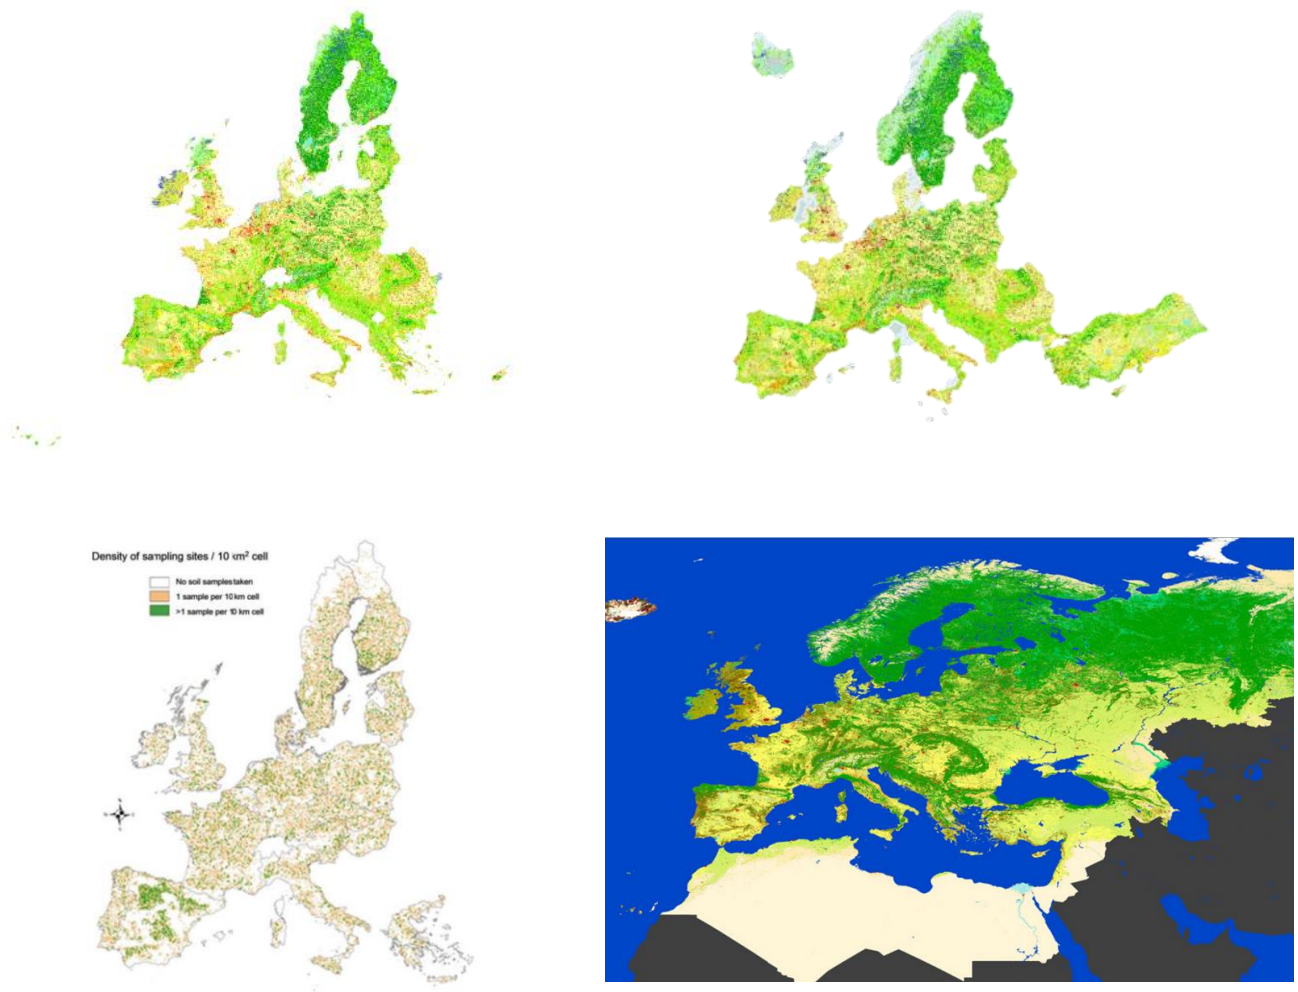 Density of sampling sites / 10 km² cell
No soil samples taken
1 sample per 10 km cell
>1 sample per 10 km cell